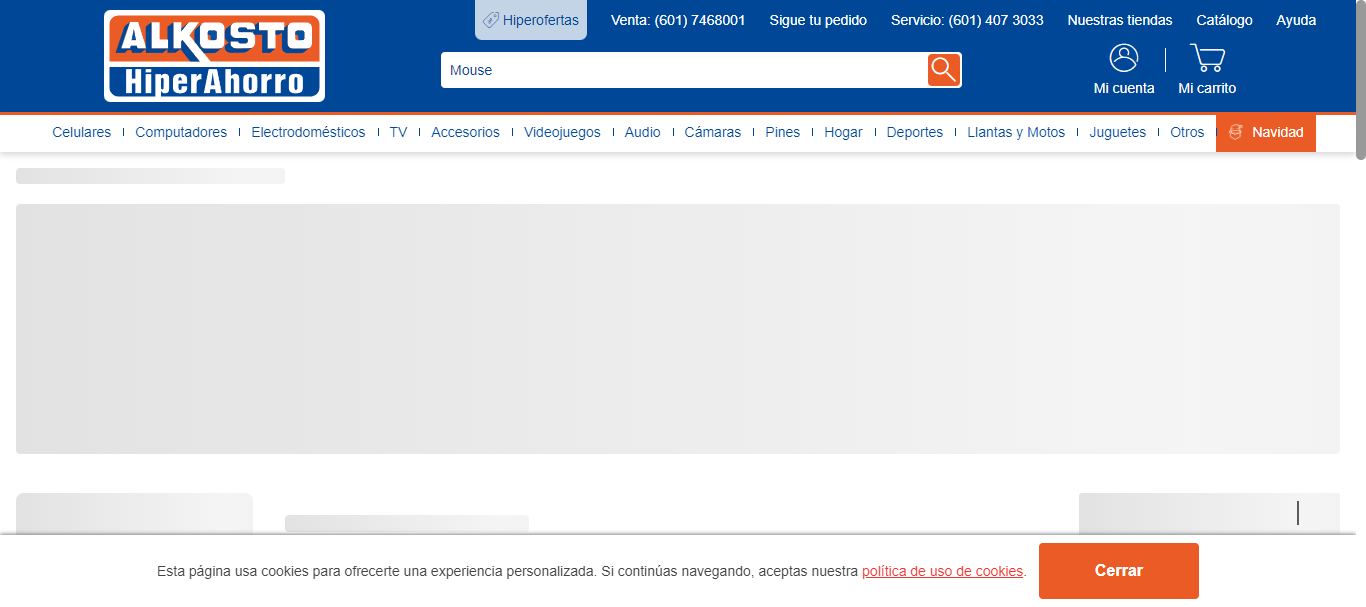 ALKOSTO
HiperAhorro
Hiperofertas
Venta: (601) 7468001
Sigue tu pedido
Servicio: (601) 407 3033
Nuestras tiendas
Catálogo
Ayuda
Mouse
Mi cuenta
Mi carrito
Celulares
Computadores
Electrodomésticos
TV
Accesorios
Videojuegos
Audio
Cámaras
Pines
Hogar
Deportes
Llantas y Motos
Juguetes
Otros
Navidad
Esta página usa cookies para ofrecerte una experiencia personalizada. Si continúas navegando, aceptas nuestra política de uso de cookies.
Cerrar